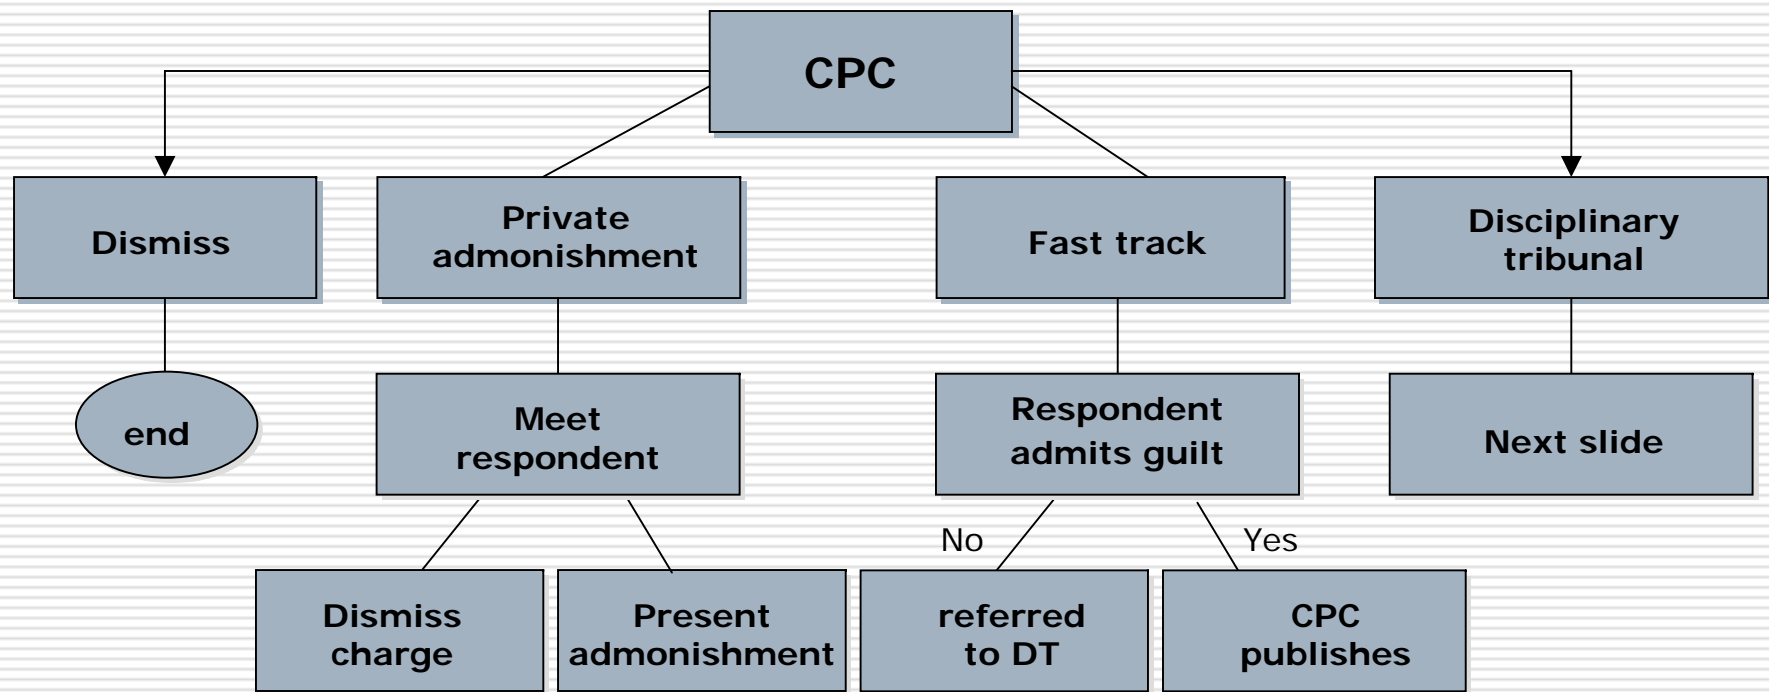 CPC
Dismiss
Private
admonishment
Fast track
Disciplinary
tribunal
end
Meet
respondent
Respondent
admits guilt
Next slide
No
Yes
Dismiss
charge
Present
admonishment
referred
to DT
CPC
publishes